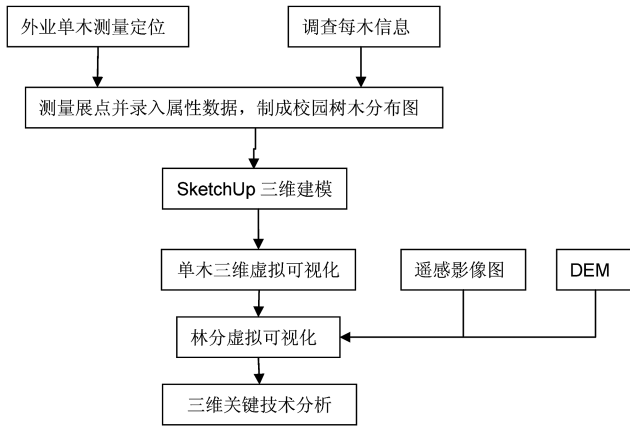 外业单木测量定位
调查每木信息
测量展点并录入属性数据，制成校园树木分布图
SketchUp 三维建模
单木三维虚拟可视化
遥感影像图
DEM
林分虚拟可视化
三维关键技术分析